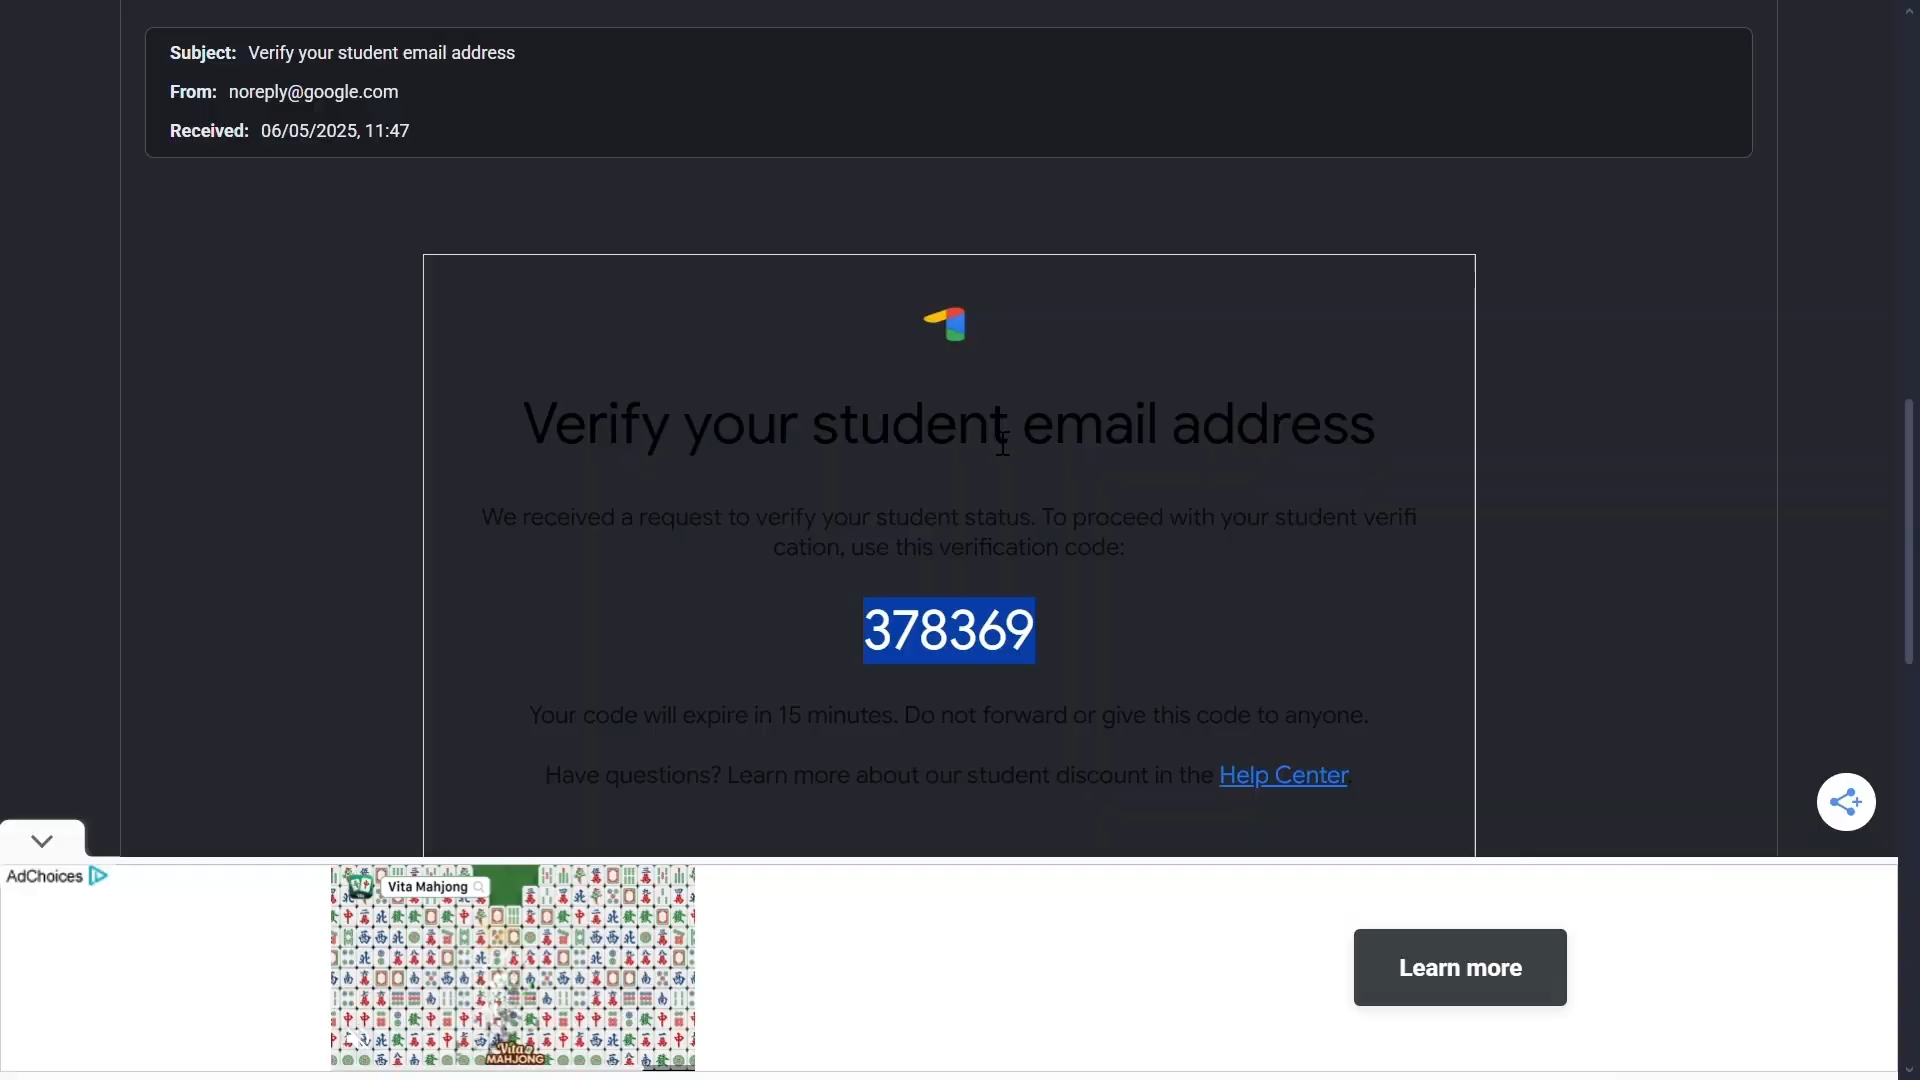 Subject: Verify your student email address
From: noreply@google.com
Received: 06/05/2025, 11:47
Verify your student email address
We received a request to verify your student status. To proceed with your student verifi
cation, use this verification code:
378369
Your code will expire in 15 minutes. Do not forward or give this code to anyone.
Have questions? Learn more about our student discount in the Help Center.
AdChoices
Vita Mahjong
Vita
MAHJONG
Learn more